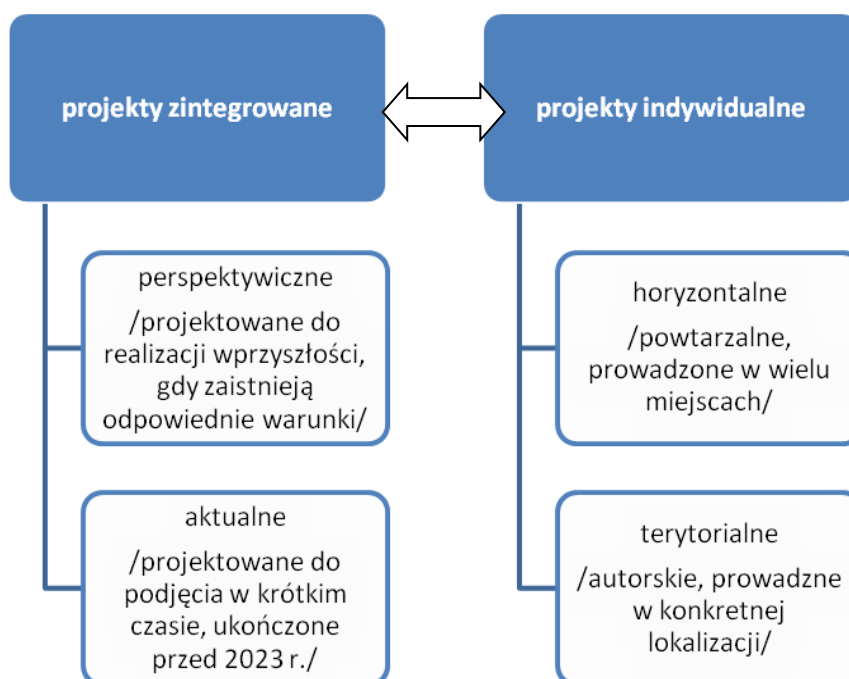 projekty zintegrowane
perspektywiczne
/projektowane do
realizacji wprzyszłości,
gdy zaistnieją
odpowiednie warunki/
aktualne
/projektowane do
podjęcia w krótkim
czasie, ukończone
przed 2023 r./
projekty indywidualne
horyzontalne
/powtarzalne,
prowadzone w wielu
miejscach/
terytorialne
/autorskie, prowadzne
w konkretnej
lokalizacji/